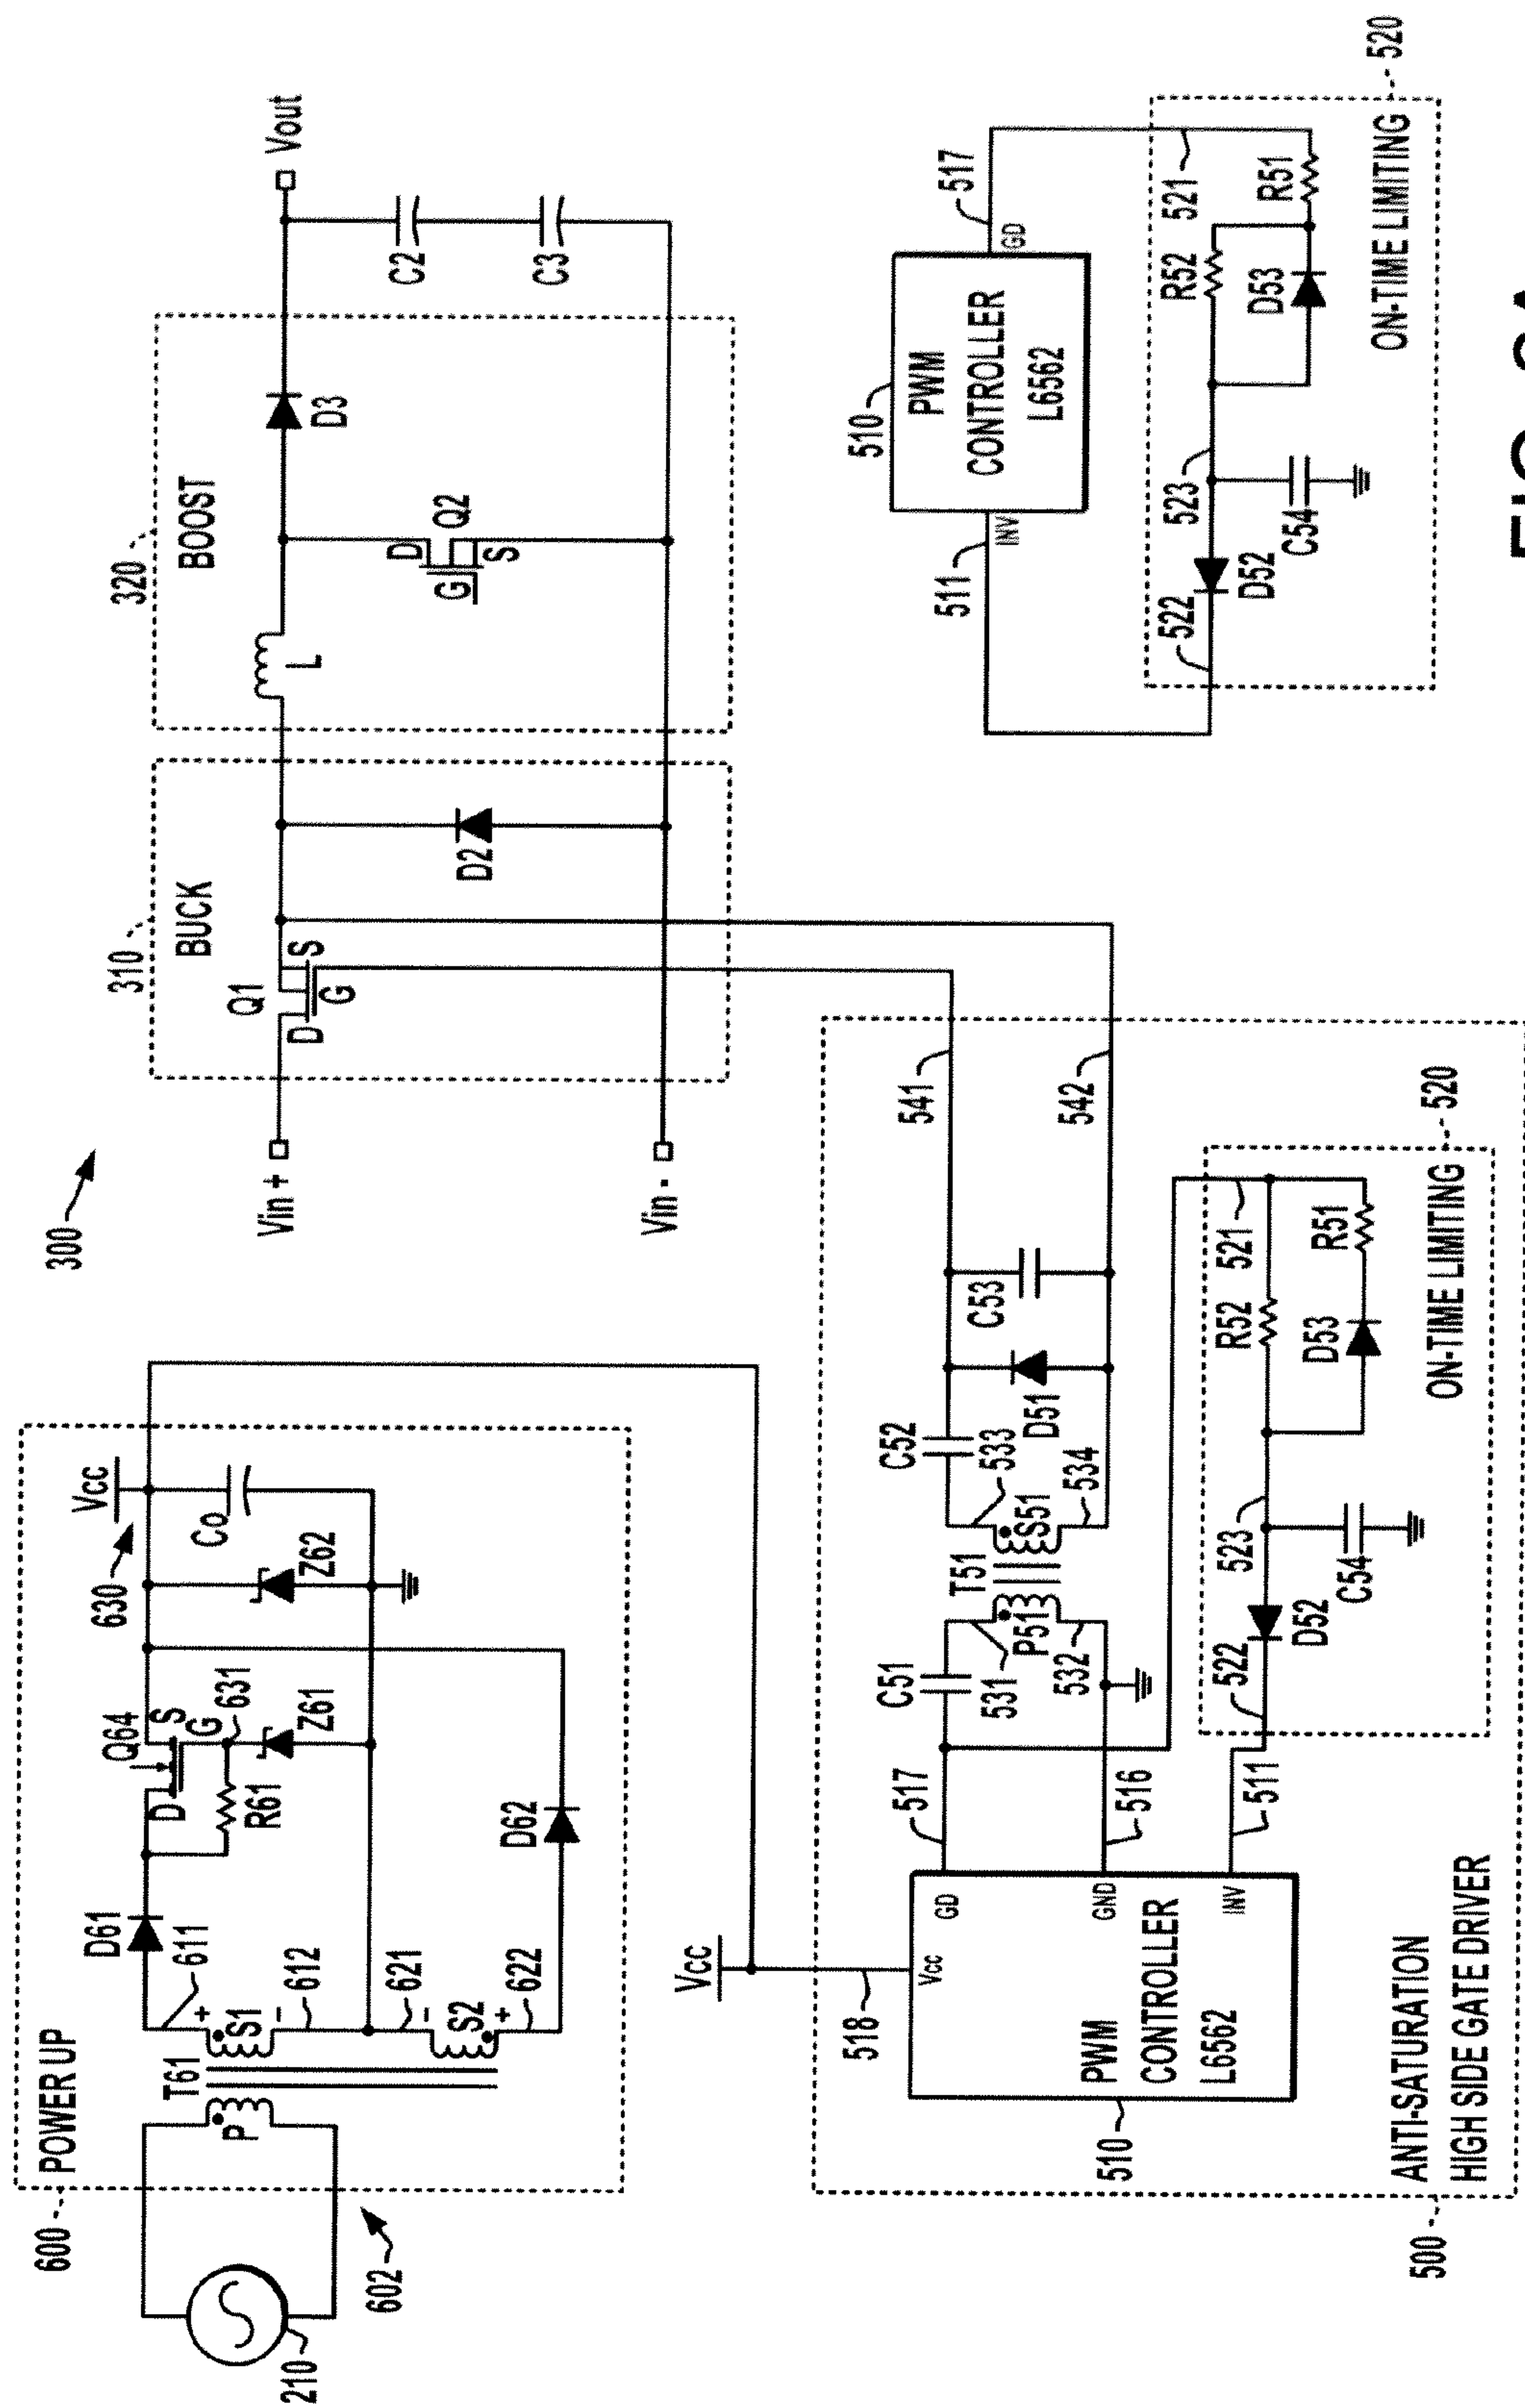 300
600
POWER UP
210
602
P
T61
S1
S2
+
-
-
+
611
612
621
622
D61
D62
R61
Q64
D
S
G
631
Z61
630
Z62
Vcc
Co
Vin +
Vin -
310
BUCK
Q1
D
S
G
D2
320
BOOST
L
D
G
S
Q2
D3
C2
C3
Vout
500
ANTI-SATURATION
HIGH SIDE GATE DRIVER
Vcc
518
510
PWM
CONTROLLER
L6562
Vcc
GD
GND
INV
517
516
511
C51
531
P51
532
T51
S51
533
534
C52
D51
C53
541
542
520
ON-TIME LIMITING
522
D52
523
C54
R52
D53
R51
521
510
PWM
CONTROLLER
L6562
INV
GD
511
517
520
ON-TIME LIMITING
522
D52
523
C54
R52
D53
R51
521